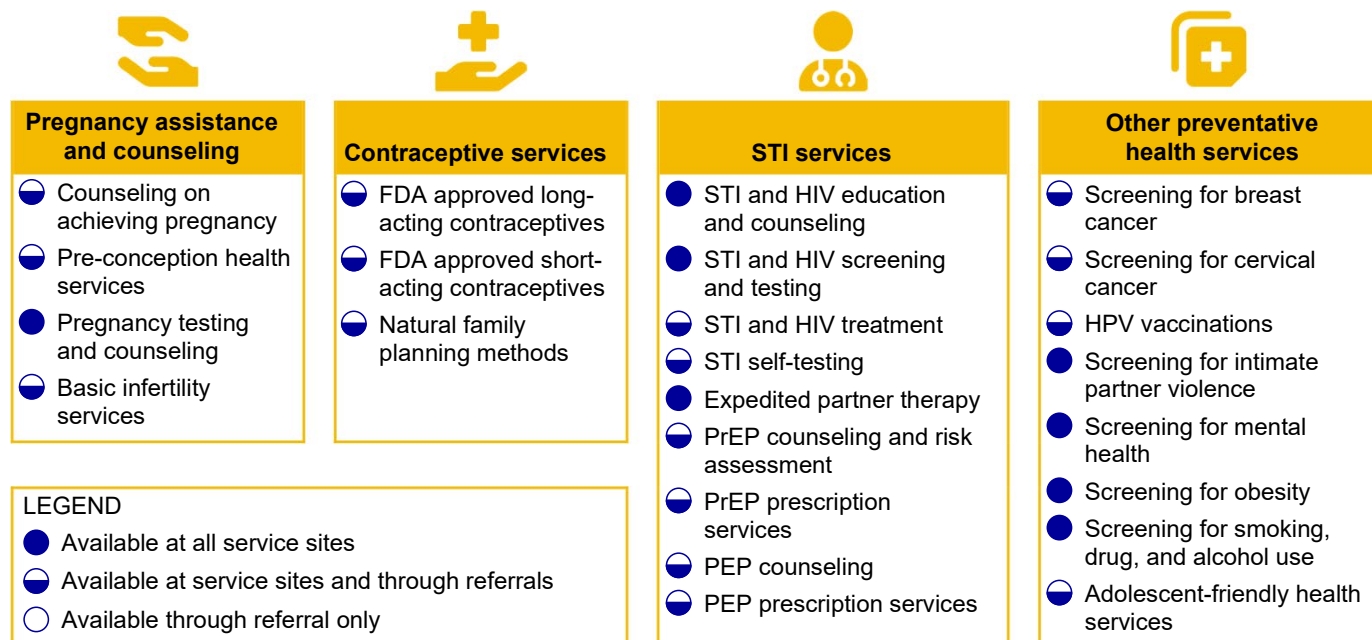 Pregnancy assistance
and counseling
Counseling on
achieving pregnancy
Pre-conception health
services
Pregnancy testing
and counseling
Basic infertility
services
Contraceptive services
FDA approved long-
acting contraceptives
FDA approved short-
acting contraceptives
Natural family
planning methods
STI services
STI and HIV education
and counseling
STI and HIV screening
and testing
STI and HIV treatment
STI self-testing
Expedited partner therapy
PrEP counseling and risk
assessment
PrEP prescription
services
PEP counseling
PEP prescription services
Other preventative
health services
Screening for breast
cancer
Screening for cervical
cancer
HPV vaccinations
Screening for intimate
partner violence
Screening for mental
health
Screening for obesity
Screening for smoking,
drug, and alcohol use
Adolescent-friendly health
services
LEGEND
Available at all service sites
Available at service sites and through referrals
Available through referral only